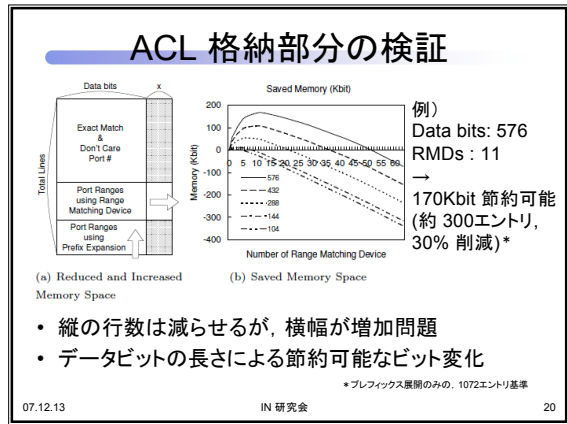 ACL 格納部分の検証
Data bits
x
Total Lines
Exact Match
&
Don't Care
Port #
Port Ranges
using Range
Matching Device
Port Ranges
using
Prefix Expansion
(a) Reduced and Increased
Memory Space
Saved Memory (Kbit)
Memory (Kbit)
200
100
0
-100
-200
-300
-400
0 5 10 15 20 25 30 35 40 45 50 55 60
576
432
288
144
104
Number of Range Matching Device
(b) Saved Memory Space
例)
Data bits: 576
RMDs : 11
→
170Kbit 節約可能
(約 300エントリ,
30% 削減)*
• 縦の行数は減らせるが，横幅が増加問題
• データビットの長さによる節約可能なビット変化
* プレフィックス展開のみの，1072エントリ基準
07.12.13
IN 研究会
20